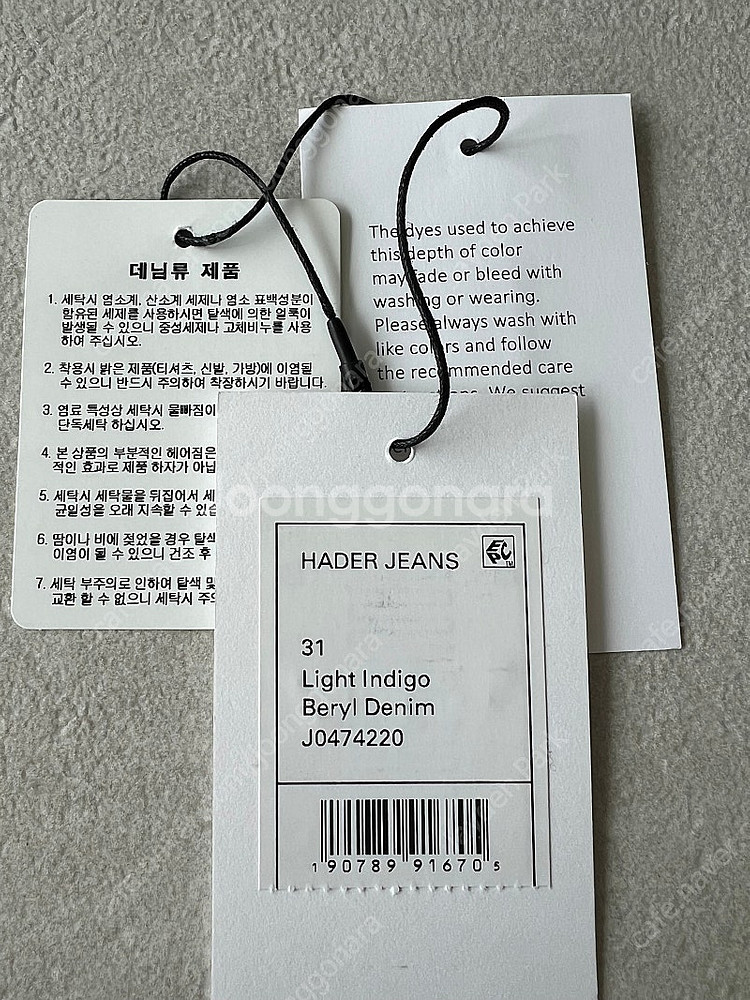 데님류 제품
1. 세탁시 염소계, 산소계 세제나 염소 표백성분이
함유된 세제를 사용하시면 탈색에 의한 얼룩이
발생될 수 있으니 중성세제나 고체비누를 사용
하여 주십시오.
2. 착용시 밝은 제품(티셔츠, 신발, 가방)에 이염될
수 있으니 반드시 주의하여 착장하시기 바랍니다.
3. 염료 특성상 세탁시 물빠짐이
단독세탁 하십시오.
4. 본 상품의 부분적인 헤어짐은
적인 효과로 제품 하자가 아닙
5. 세탁시 세탁물을 뒤집어서 세
균일성을 오래 지속할 수 있습
6. 땀이나 비에 젖었을 경우 탈색
이염이 될 수 있으니 건조 후
7. 세탁 부주의로 인하여 탈색 및
교환 할 수 없으니 세탁시 주의
The dyes used to achieve
this depth of color
may fade or bleed with
washing or wearing.
Please always wash with
like colors and follow
the recommended care
We suggest
donggonara
HADER JEANS
EPC TM
31
Light Indigo
Beryl Denim
J0474220
1 90789 91670 5